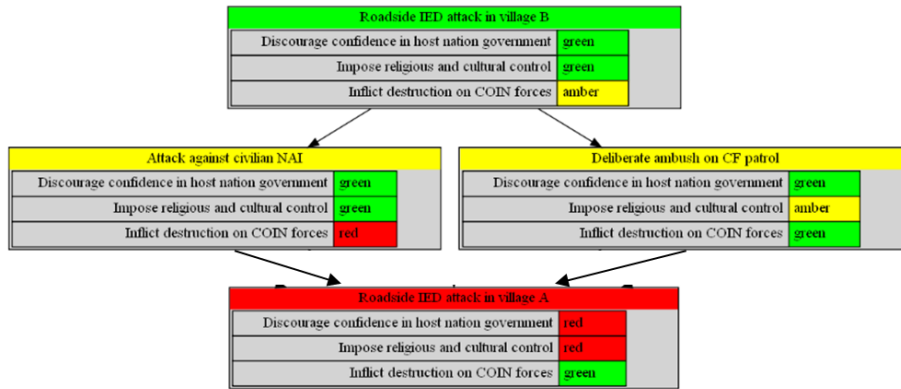 Roadside IED attack in village B
Discourage confidence in host nation government green
Impose religious and cultural control green
Inflict destruction on COIN forces amber
Attack against civilian NAI
Discourage confidence in host nation government green
Impose religious and cultural control green
Inflict destruction on COIN forces red
Deliberate ambush on CF patrol
Discourage confidence in host nation government green
Impose religious and cultural control amber
Inflict destruction on COIN forces green
Roadside IED attack in village A
Discourage confidence in host nation government red
Impose religious and cultural control red
Inflict destruction on COIN forces green